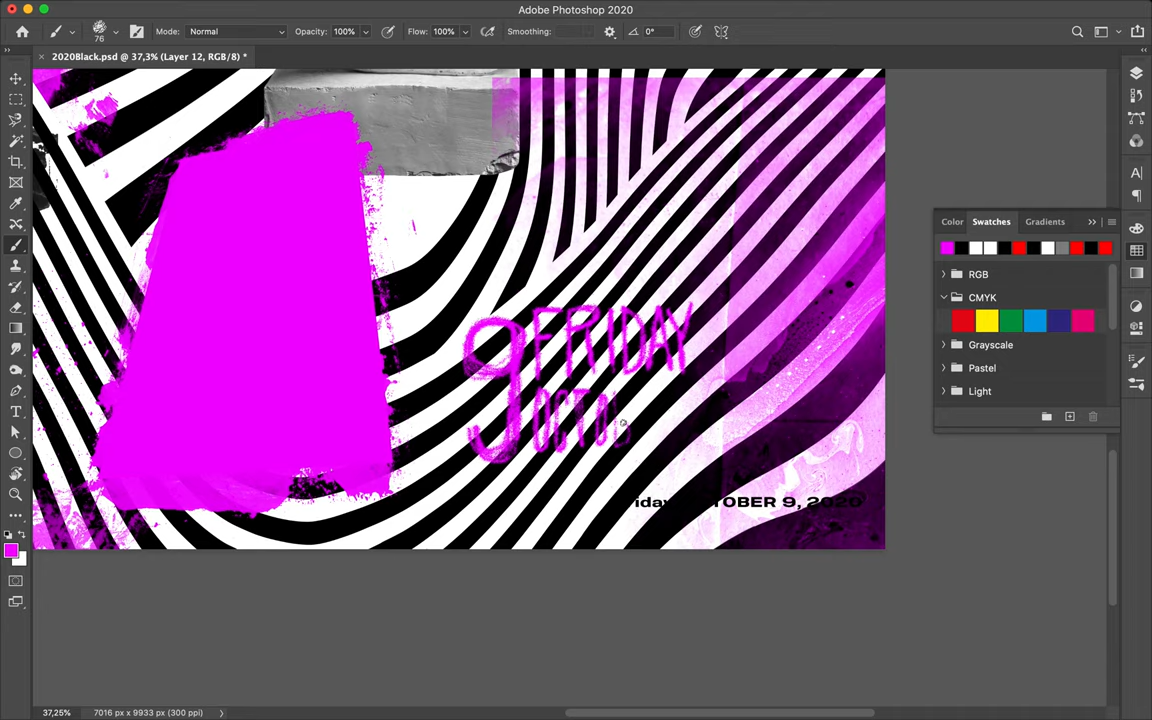 Adobe Photoshop 2020
76
Mode: Normal
Opacity: 100%
Flow: 100%
Smoothing:
0°
2020Black.psd @ 37,3% (Layer 12, RGB/8) *
Color
Swatches
Gradients
RGB
CMYK
Grayscale
Pastel
Light
9 FRIDAY
OCTOB
9, 2020
37,25%
7016 px x 9933 px (300 ppi)